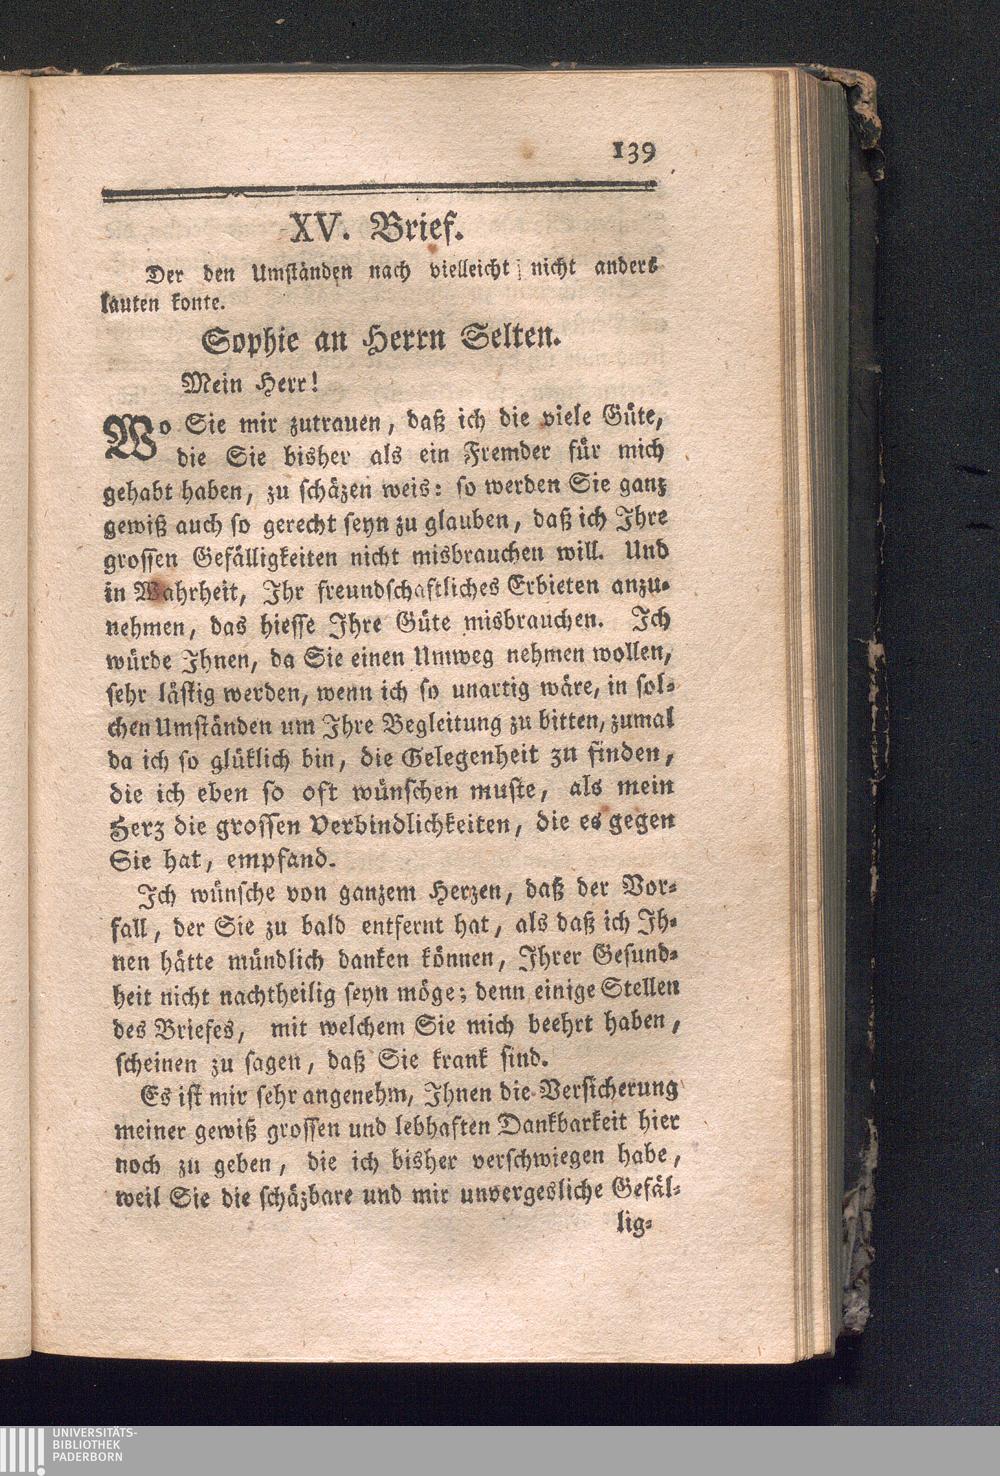 139
XV. Brief.
Der den Umständen nach vielleicht nicht anders
lauten konte.
Sophie an Herrn Selten.
Mein Herr!
Wo Sie mir zutrauen, daß ich die viele Güte,
die Sie bisher als ein Fremder für mich
gehabt haben, zu schäzen weis: so werden Sie ganz
gewiß auch so gerecht seyn zu glauben, daß ich Ihre
grossen Gefälligkeiten nicht misbrauchen will. Und
in Wahrheit, Ihr freundschaftliches Erbieten anzu-
nehmen, das hiesse Ihre Güte misbrauchen. Ich
würde Ihnen, da Sie einen Umweg nehmen wollen,
sehr lästig werden, wenn ich so unartig wäre, in sol-
chen Umständen um Ihre Begleitung zu bitten, zumal
da ich so glüklich bin, die Gelegenheit zu finden,
die ich eben so oft wünschen muste, als mein
Herz die grossen Verbindlichkeiten, die es gegen
Sie hat, empfand.
Ich wünsche von ganzem Herzen, daß der Vor-
fall, der Sie zu bald entfernt hat, als daß ich Ih-
nen hätte mündlich danken können, Ihrer Gesund-
heit nicht nachtheilig seyn möge; denn einige Stellen
des Briefes, mit welchem Sie mich beehrt haben,
scheinen zu sagen, daß Sie krank sind.
Es ist mir sehr angenehm, Ihnen die Versicherung
meiner gewiß grossen und lebhaften Dankbarkeit hier
noch zu geben, die ich bisher verschwiegen habe,
weil Sie die schäzbare und mir unvergesliche Gefäl-
lig-
UNIVERSITÄTS-
BIBLIOTHEK
PADERBORN